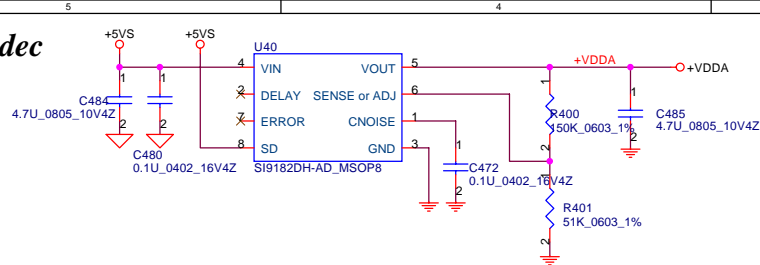 5
4
dec
+5VS
+5VS
U40
4
VIN
VOUT
5
+VDDA
+VDDA
1
1
2
DELAY
SENSE or ADJ
6
1
1
C484
4.7U_0805_10V4Z
R400
150K_0603_1%
C485
4.7U_0805_10V4Z
7
ERROR
CNOISE
1
2
2
2
2
8
SD
GND
3
1
C480
0.1U_0402_16V4Z
SI9182DH-AD_MSOP8
C472
0.1U_0402_16V4Z
2
1
R401
51K_0603_1%
2